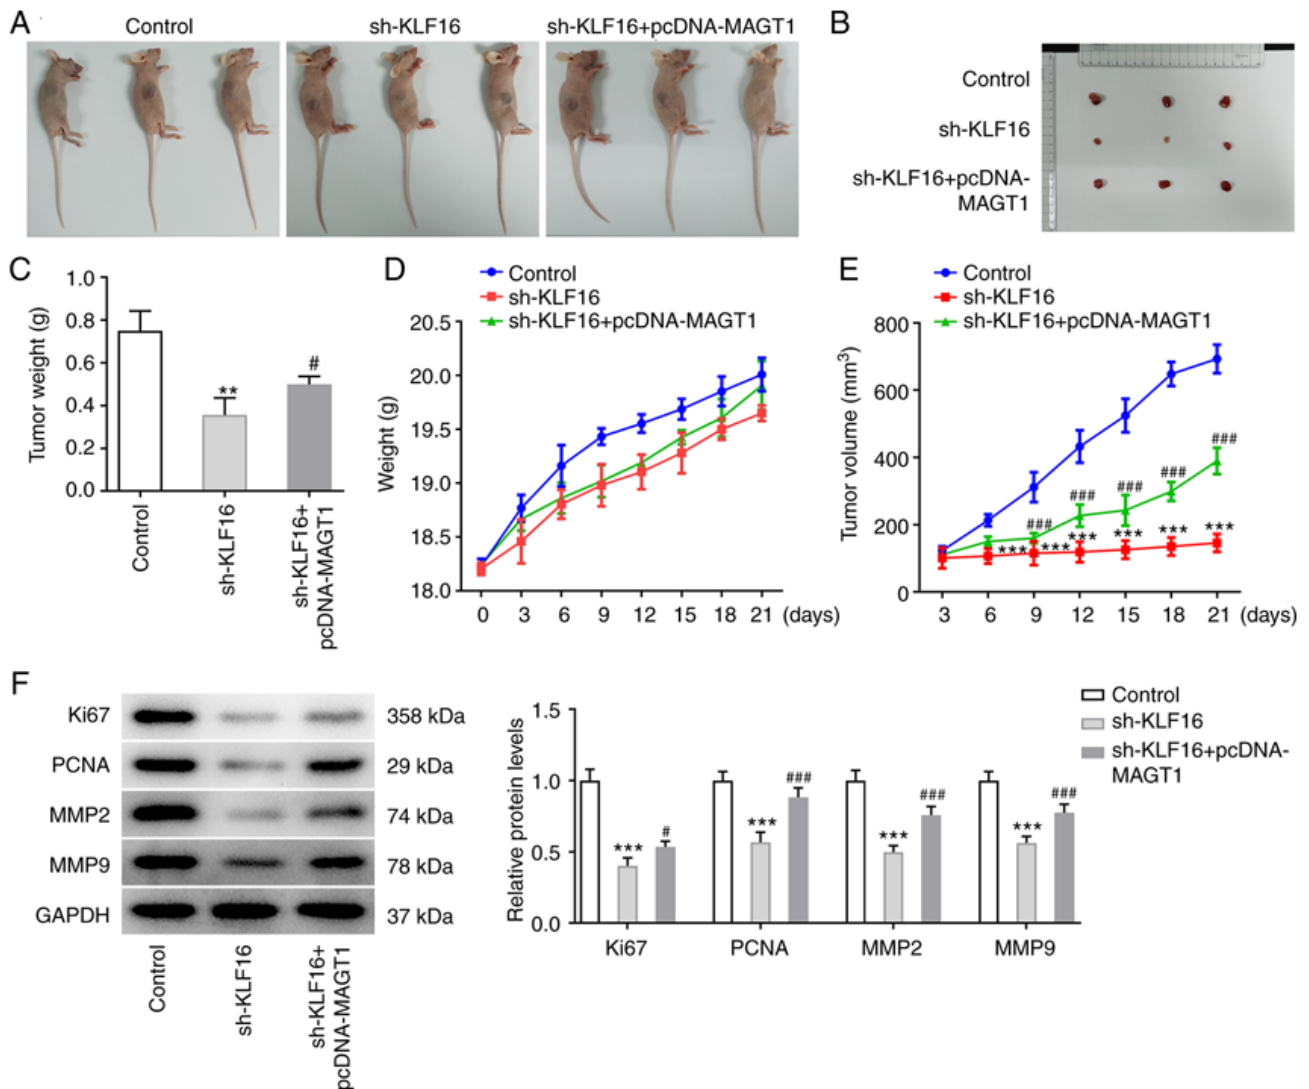 A
Control
sh-KLF16
sh-KLF16+pcDNA-MAGT1
B
Control
sh-KLF16
sh-KLF16+pcDNA-
MAGT1
C
Tumor weight (g)
1.0
0.8
0.6
0.4
0.2
0.0
**
#
Control
sh-KLF16
sh-KLF16+
pcDNA-MAGT1
D
Control
sh-KLF16
sh-KLF16+pcDNA-MAGT1
Weight (g)
20.5
20.0
19.5
19.0
18.5
18.0
0 3 6 9 12 15 18 21 (days)
E
Control
sh-KLF16
sh-KLF16+pcDNA-MAGT1
Tumor volume (mm³)
800
600
400
200
0
### ### ### ### ###
*** *** *** *** *** ***
3 6 9 12 15 18 21 (days)
F
Ki67 358 kDa
PCNA 29 kDa
MMP2 74 kDa
MMP9 78 kDa
GAPDH 37 kDa
Control
sh-KLF16
sh-KLF16+
pcDNA-MAGT1
Relative protein levels
1.5
1.0
0.5
0.0
*** # *** ### *** ### *** ###
Ki67 PCNA MMP2 MMP9
Control
sh-KLF16
sh-KLF16+pcDNA-
MAGT1